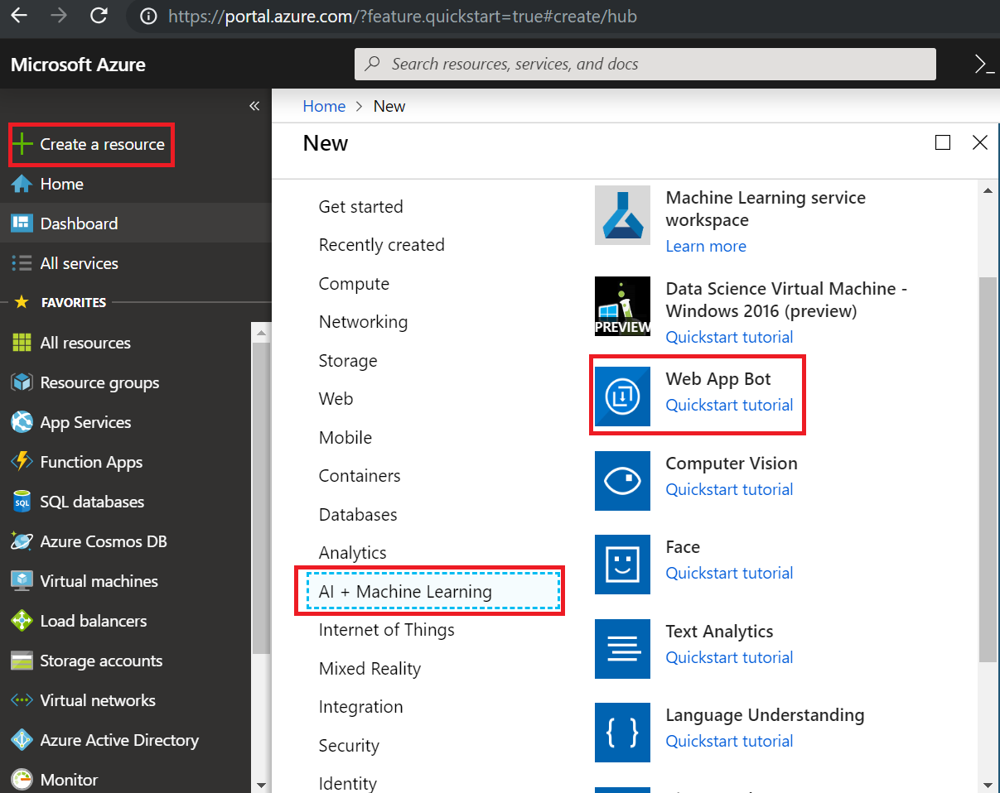 https://portal.azure.com/?feature.quickstart=true#create/hub
Microsoft Azure
Search resources, services, and docs
Create a resource
Home
Dashboard
All services
FAVORITES
All resources
Resource groups
App Services
Function Apps
SQL
SQL databases
Azure Cosmos DB
Virtual machines
Load balancers
Storage accounts
Virtual networks
Azure Active Directory
Monitor
Home > New
New
Get started
Recently created
Compute
Networking
Storage
Web
Mobile
Containers
Databases
Analytics
AI + Machine Learning
Internet of Things
Mixed Reality
Integration
Security
Identity
Machine Learning service
workspace
Learn more
PREVIEW
Data Science Virtual Machine -
Windows 2016 (preview)
Quickstart tutorial
Web App Bot
Quickstart tutorial
Computer Vision
Quickstart tutorial
Face
Quickstart tutorial
Text Analytics
Quickstart tutorial
Language Understanding
Quickstart tutorial